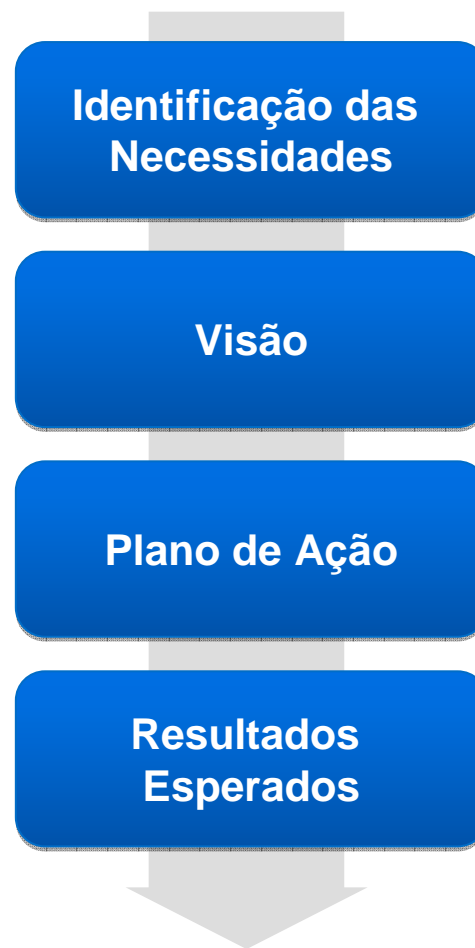 Identificação das
Necessidades
Visão
Plano de Ação
Resultados
Esperados